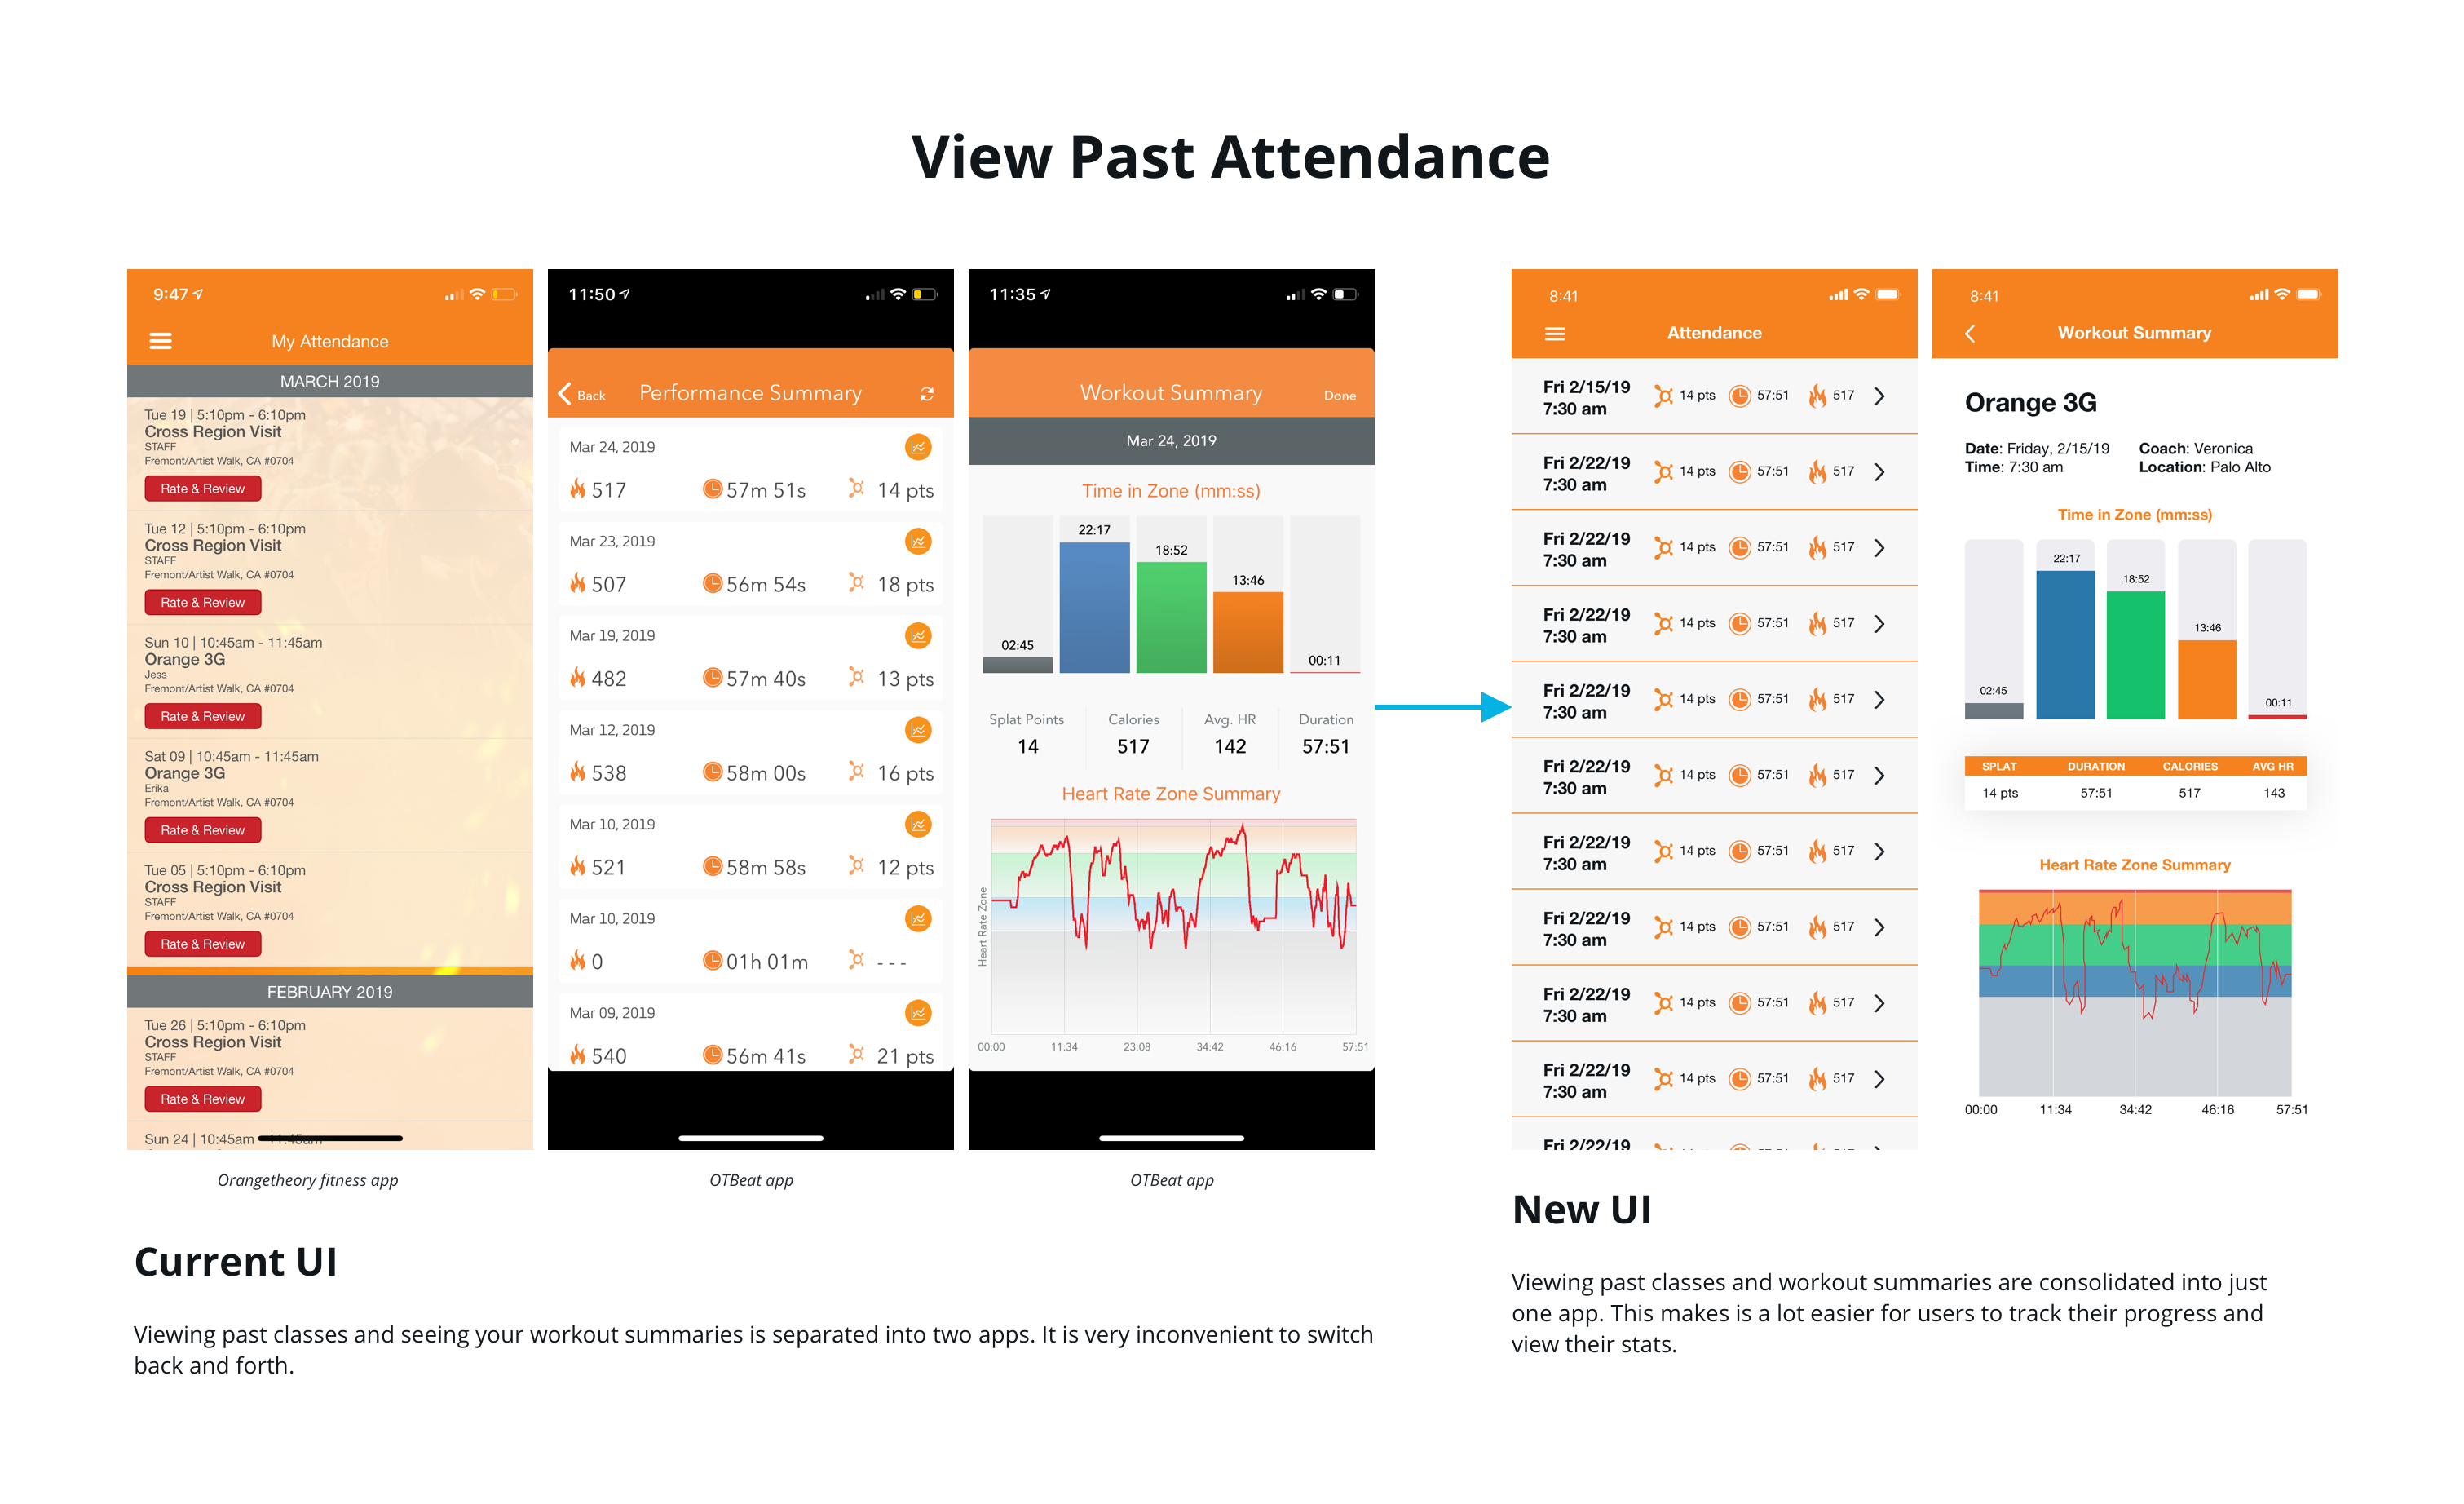 View Past Attendance
9:47
My Attendance
MARCH 2019
Tue 19 | 5:10pm - 6:10pm
Cross Region Visit
STAFF
Fremont/Artist Walk, CA #0704
Rate & Review
Tue 12 | 5:10pm - 6:10pm
Cross Region Visit
STAFF
Fremont/Artist Walk, CA #0704
Rate & Review
Sun 10 | 10:45am - 11:45am
Orange 3G
Jess
Fremont/Artist Walk, CA #0704
Rate & Review
Sat 09 | 10:45am - 11:45am
Orange 3G
Erika
Fremont/Artist Walk, CA #0704
Rate & Review
Tue 05 | 5:10pm - 6:10pm
Cross Region Visit
STAFF
Fremont/Artist Walk, CA #0704
Rate & Review
FEBRUARY 2019
Tue 26 | 5:10pm - 6:10pm
Cross Region Visit
STAFF
Fremont/Artist Walk, CA #0704
Rate & Review
Sun 24 | 10:45am - 11:45am
Orangetheory fitness app
11:50
Back Performance Summary
Mar 24, 2019
517 57m 51s 14 pts
Mar 23, 2019
507 56m 54s 18 pts
Mar 19, 2019
482 57m 40s 13 pts
Mar 12, 2019
538 58m 00s 16 pts
Mar 10, 2019
521 58m 58s 12 pts
Mar 10, 2019
0 01h 01m - - -
Mar 09, 2019
540 56m 41s 21 pts
OTBeat app
11:35
Workout Summary Done
Mar 24, 2019
Time in Zone (mm:ss)
02:45 22:17 18:52 13:46 00:11
Splat Points Calories Avg. HR Duration
14 517 142 57:51
Heart Rate Zone Summary
Heart Rate Zone
00:00 11:34 23:08 34:42 46:16 57:51
OTBeat app
Current UI
Viewing past classes and seeing your workout summaries is separated into two apps. It is very inconvenient to switch
back and forth.
8:41
Attendance
Fri 2/15/19
7:30 am 14 pts 57:51 517
Fri 2/22/19
7:30 am 14 pts 57:51 517
Fri 2/22/19
7:30 am 14 pts 57:51 517
Fri 2/22/19
7:30 am 14 pts 57:51 517
Fri 2/22/19
7:30 am 14 pts 57:51 517
Fri 2/22/19
7:30 am 14 pts 57:51 517
Fri 2/22/19
7:30 am 14 pts 57:51 517
Fri 2/22/19
7:30 am 14 pts 57:51 517
Fri 2/22/19
7:30 am 14 pts 57:51 517
Fri 2/22/19
7:30 am 14 pts 57:51 517
Fri 2/22/19
8:41
Workout Summary
Orange 3G
Date: Friday, 2/15/19 Coach: Veronica
Time: 7:30 am Location: Palo Alto
Time in Zone (mm:ss)
02:45 22:17 18:52 13:46 00:11
SPLAT DURATION CALORIES AVG HR
14 pts 57:51 517 143
Heart Rate Zone Summary
00:00 11:34 34:42 46:16 57:51
New UI
Viewing past classes and workout summaries are consolidated into just
one app. This makes is a lot easier for users to track their progress and
view their stats.